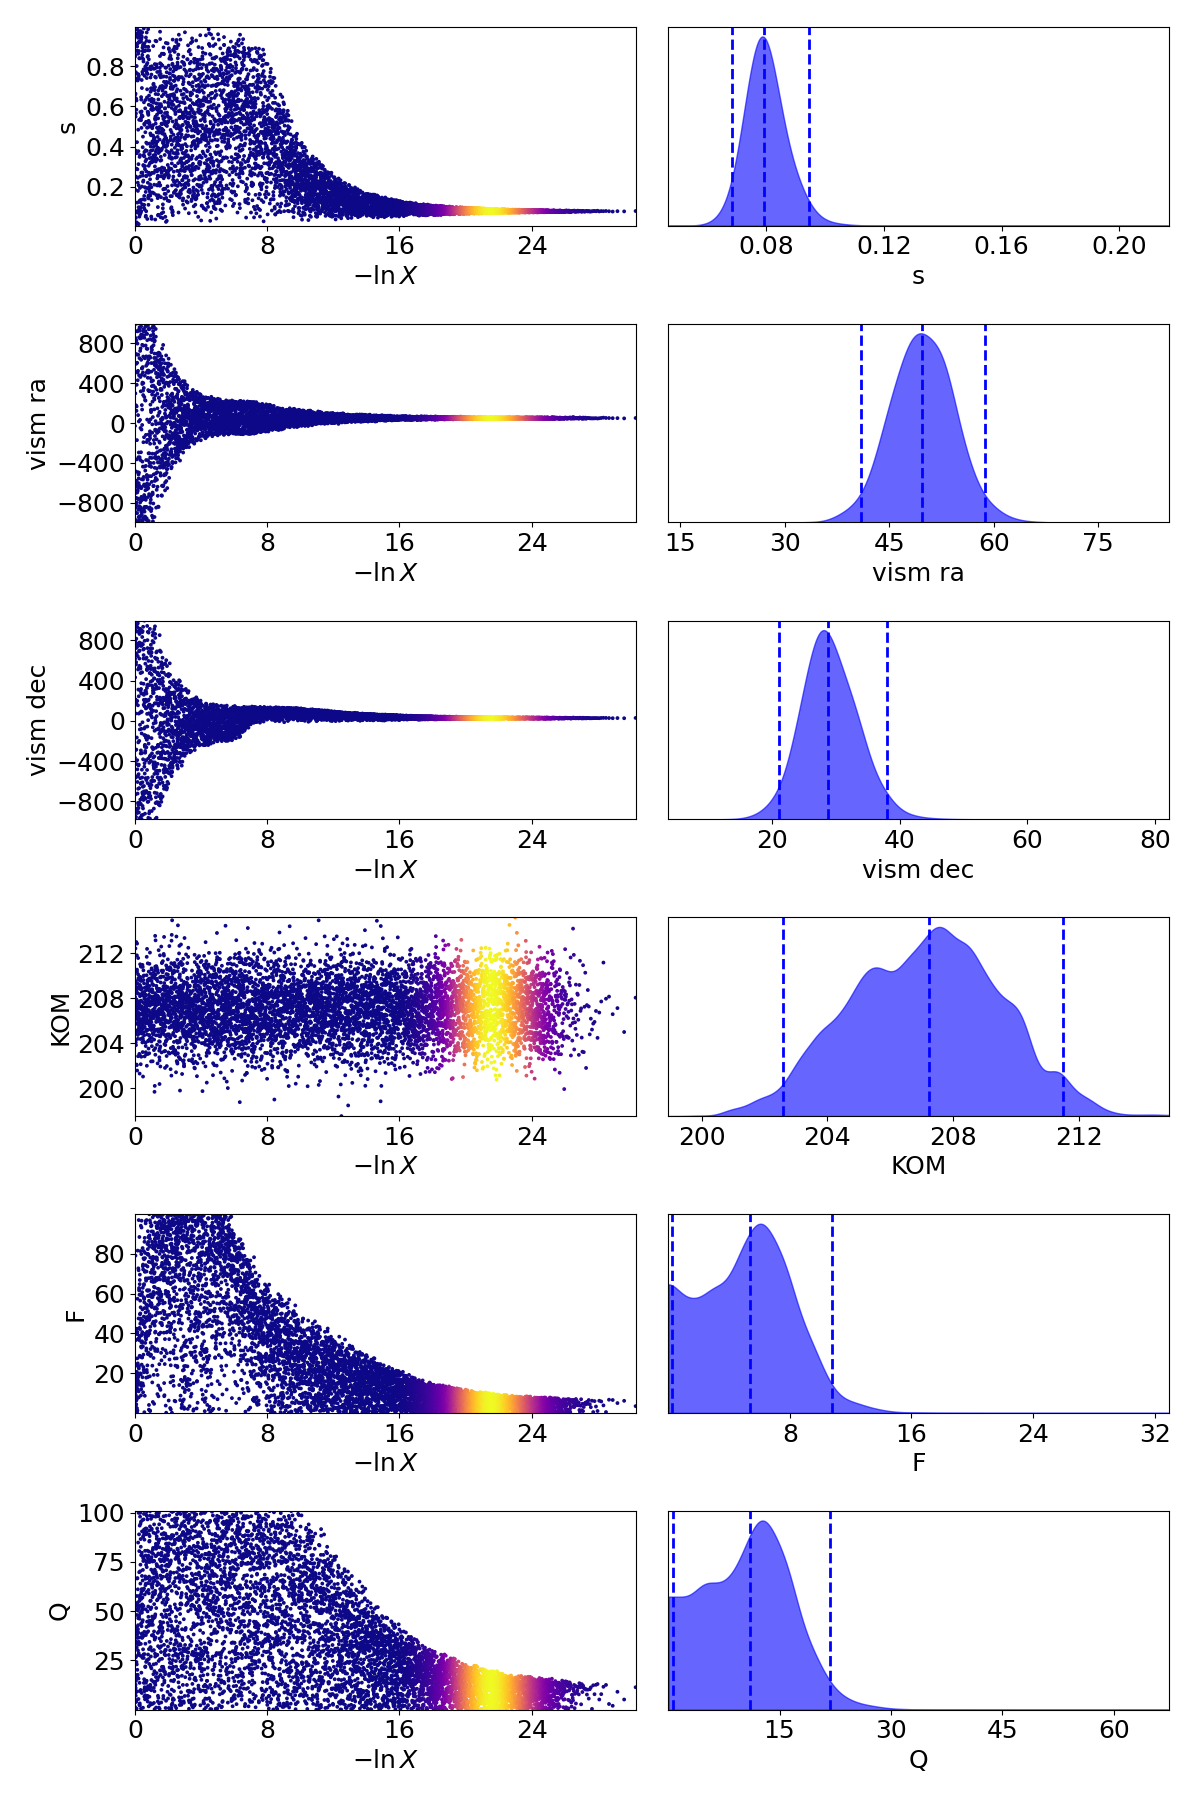 0.8
0.6
s
0.4
0.2
0 8 16 24
−ln X
0.08 0.12 0.16 0.20
s
800
400
vism ra
0
−400
−800
0 8 16 24
−ln X
15 30 45 60 75
vism ra
800
400
vism dec
0
−400
−800
0 8 16 24
−ln X
20 40 60 80
vism dec
212
208
KOM
204
200
0 8 16 24
−ln X
200 204 208 212
KOM
80
60
F
40
20
0 8 16 24
−ln X
8 16 24 32
F
100
75
Q
50
25
0 8 16 24
−ln X
15 30 45 60
Q